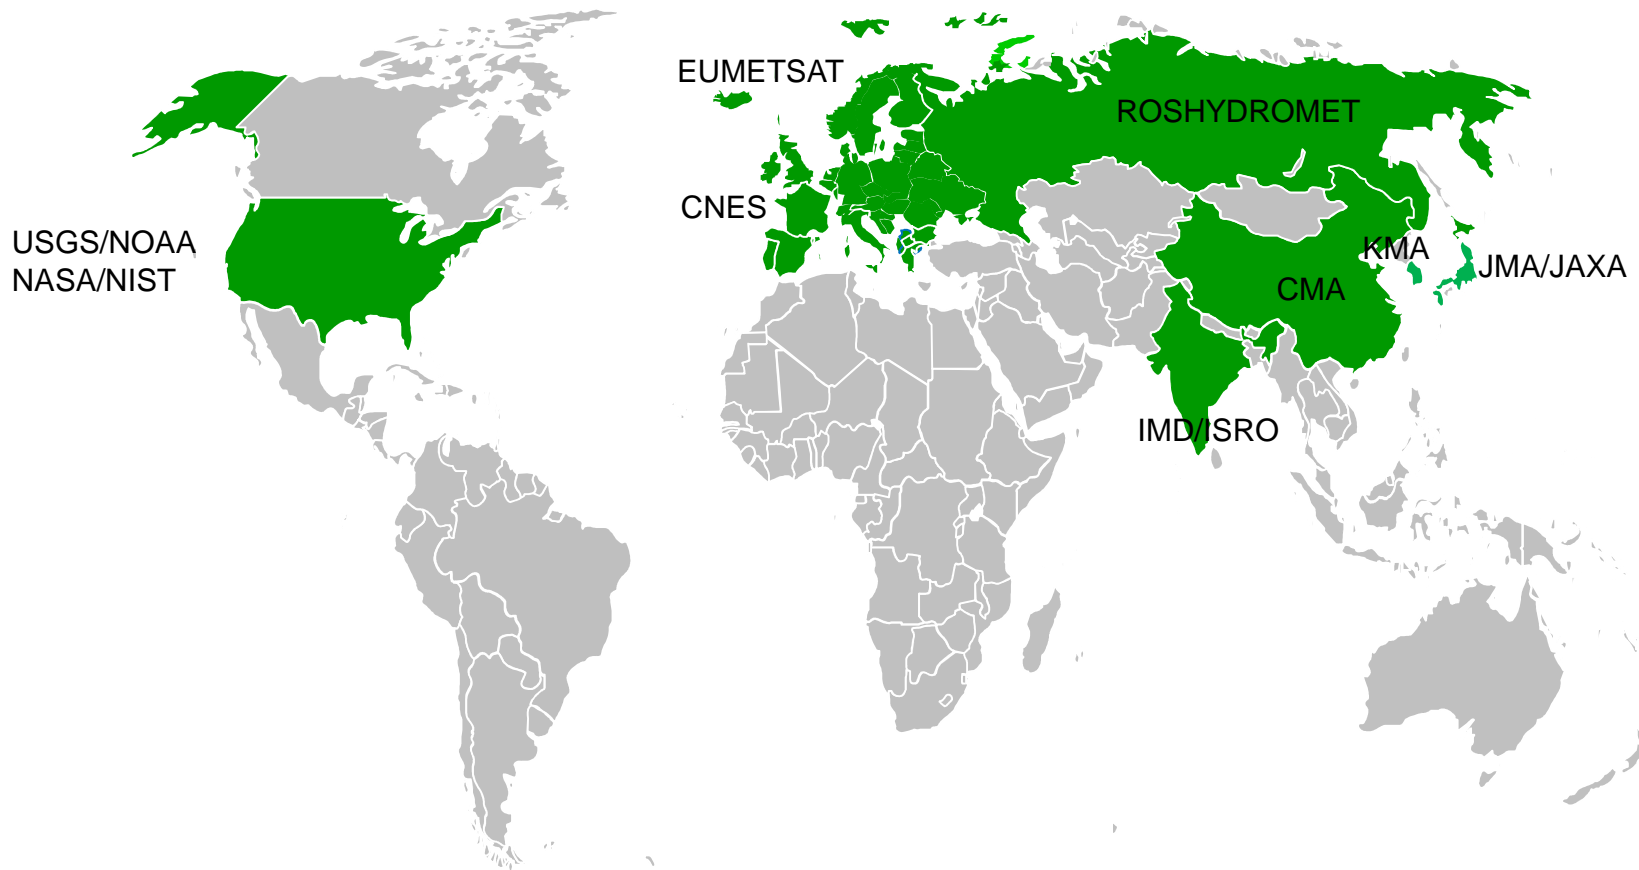 EUMETSAT
ROSHYDROMET
CNES
USGS/NOAA
NASA/NIST
KMA
JMA/JAXA
CMA
IMD/ISRO